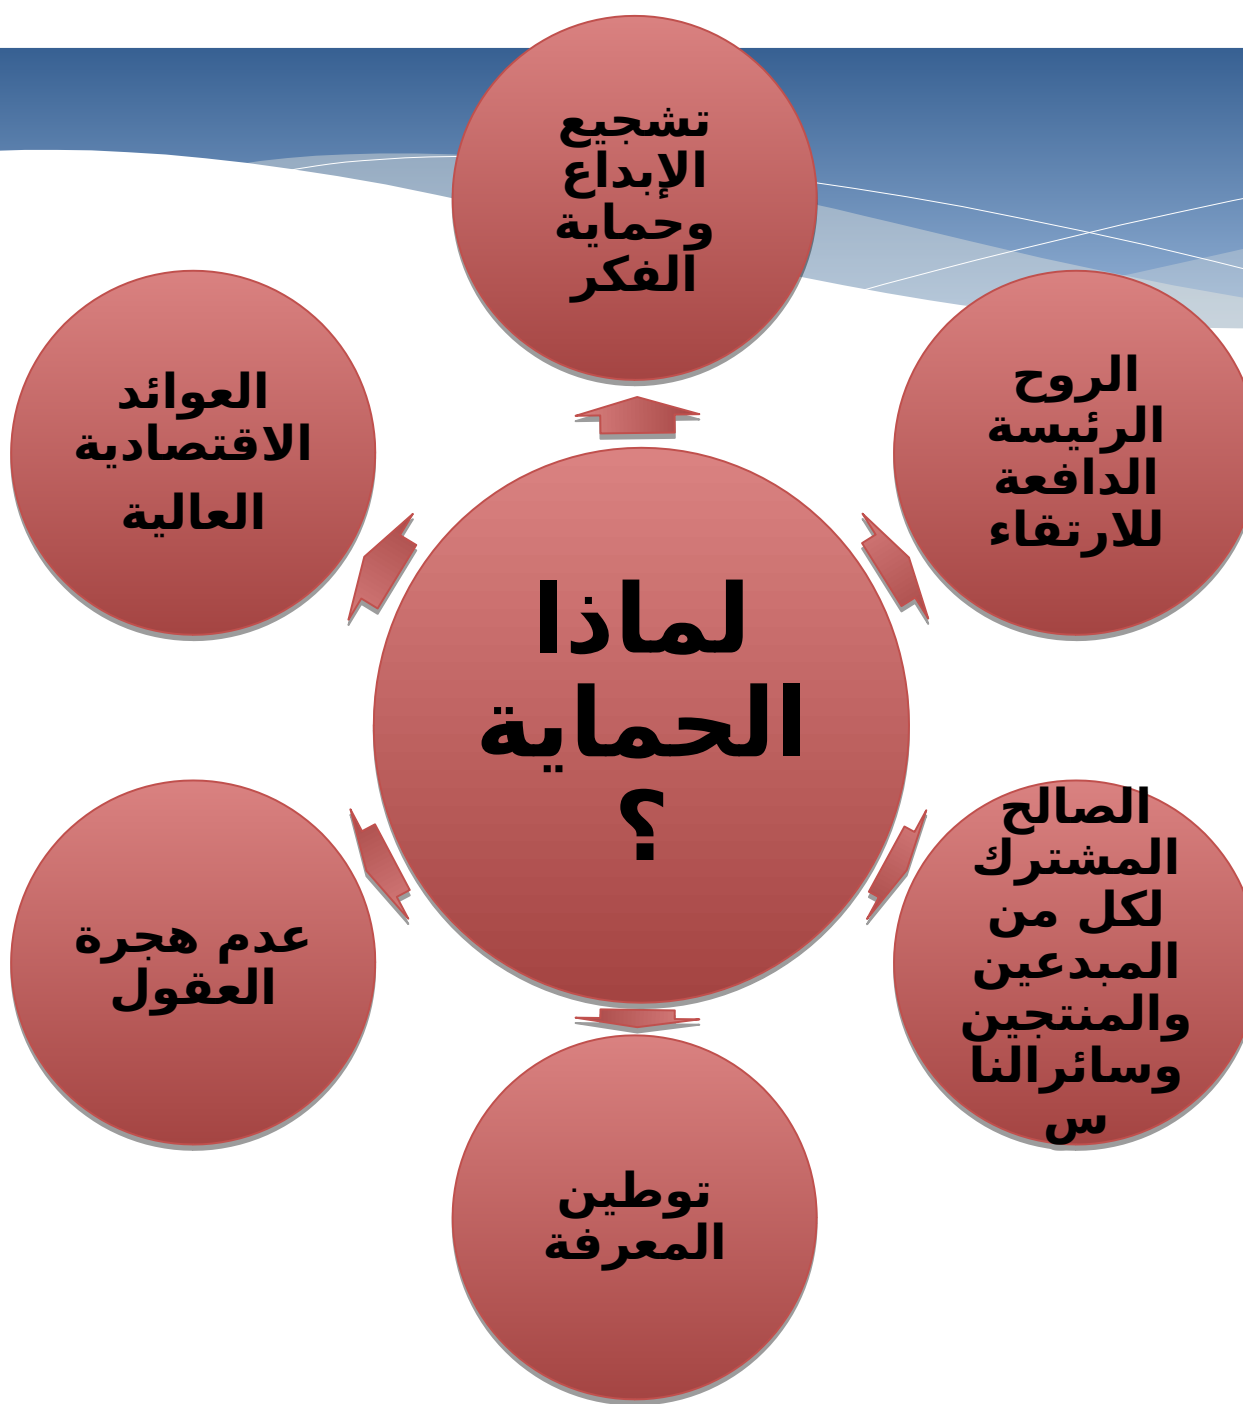 تشجيع
الإبداع
وحماية
الفكر
الروح
الرئيسة
الدافعة
للارتقاء
العوائد
الاقتصادية
العالية
لماذا
الحماية
؟
الصالح
المشترك
لكل من
المبدعين
والمنتجين
وسائرالنا
س
عدم هجرة
العقول
توطين
المعرفة